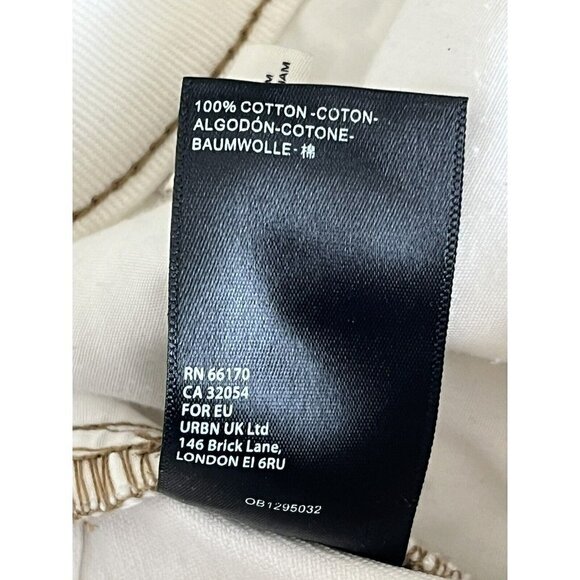 100% COTTON -COTON-
ALGODÓN-COTONE-
BAUMWOLLE- 棉
RN 66170
CA 32054
FOR EU
URBN UK Ltd
146 Brick Lane,
LONDON EI 6RU
OB1295032